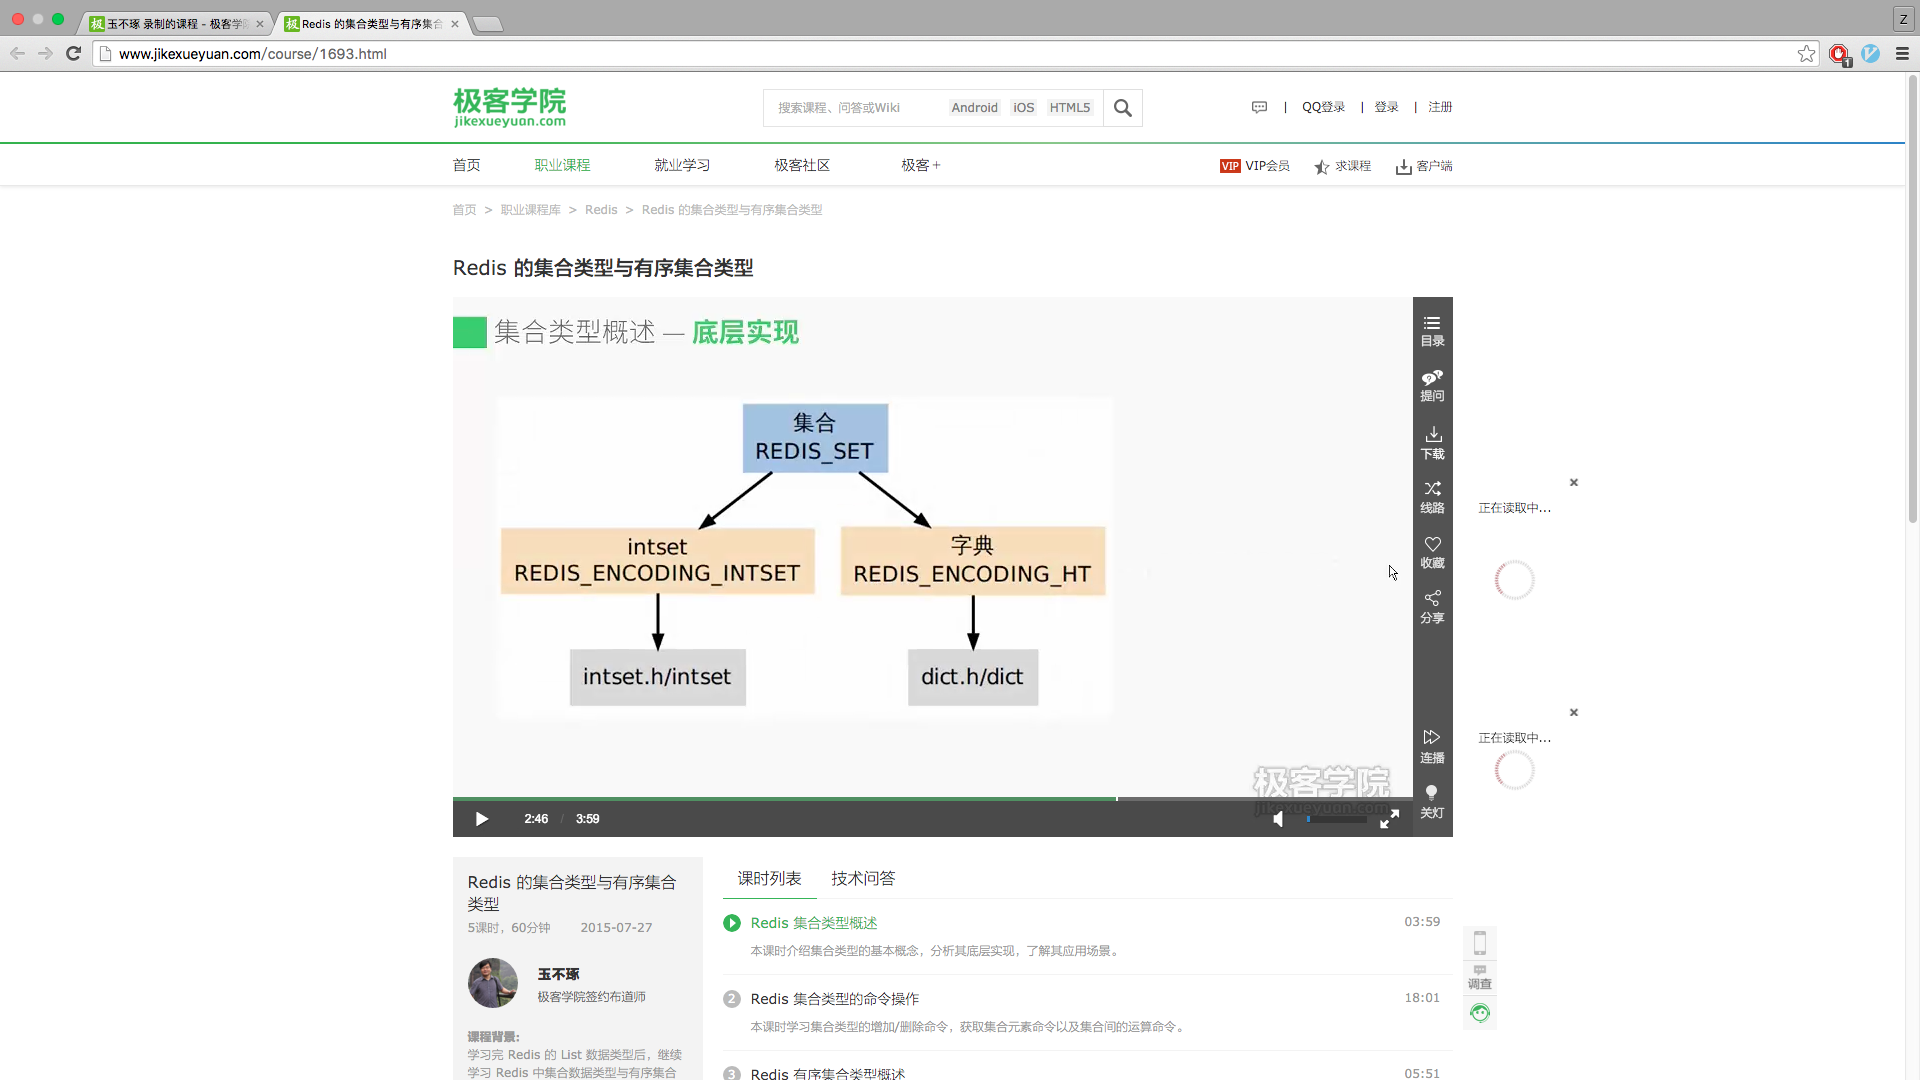 玉不琢 录制的课程 - 极客学
Redis 的集合类型与有序集合
Z
www.jikexueyuan.com/course/1693.html
极客学院
jikexueyuan.com
搜索课程、问答或Wiki
Android iOS HTML5
QQ登录 | 登录 | 注册
首页 职业课程 就业学习 极客社区 极客+
VIP VIP会员 求课程 客户端
首页 > 职业课程库 > Redis > Redis 的集合类型与有序集合类型
Redis 的集合类型与有序集合类型
集合类型概述 — 底层实现
集合
REDIS_SET
intset
REDIS_ENCODING_INTSET
字典
REDIS_ENCODING_HT
intset.h/intset
dict.h/dict
极客学院
jikexueyuan.com
2:46 / 3:59
目录
提问
下载
线路
收藏
分享
连播
关灯
正在读取中...
正在读取中...
Redis 的集合类型与有序集合
类型
5课时，60分钟 2015-07-27
玉不琢
极客学院签约布道师
课程背景:
学习完 Redis 的 List 数据类型后，继续
学习 Redis 中集合数据类型与有序集合
课时列表 技术问答
Redis 集合类型概述 03:59
本课时介绍集合类型的基本概念，分析其底层实现，了解其应用场景。
2 Redis 集合类型的命令操作 18:01
本课时学习集合类型的增加/删除命令，获取集合元素命令以及集合间的运算命令。
3 Redis 有序集合类型概述 05:51
调查